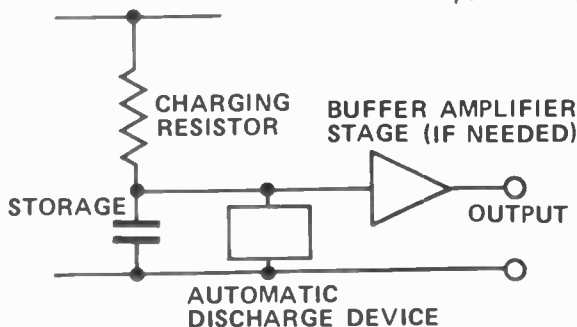 CHARGING
RESISTOR
BUFFER AMPLIFIER
STAGE (IF NEEDED)
STORAGE
OUTPUT
AUTOMATIC
DISCHARGE DEVICE